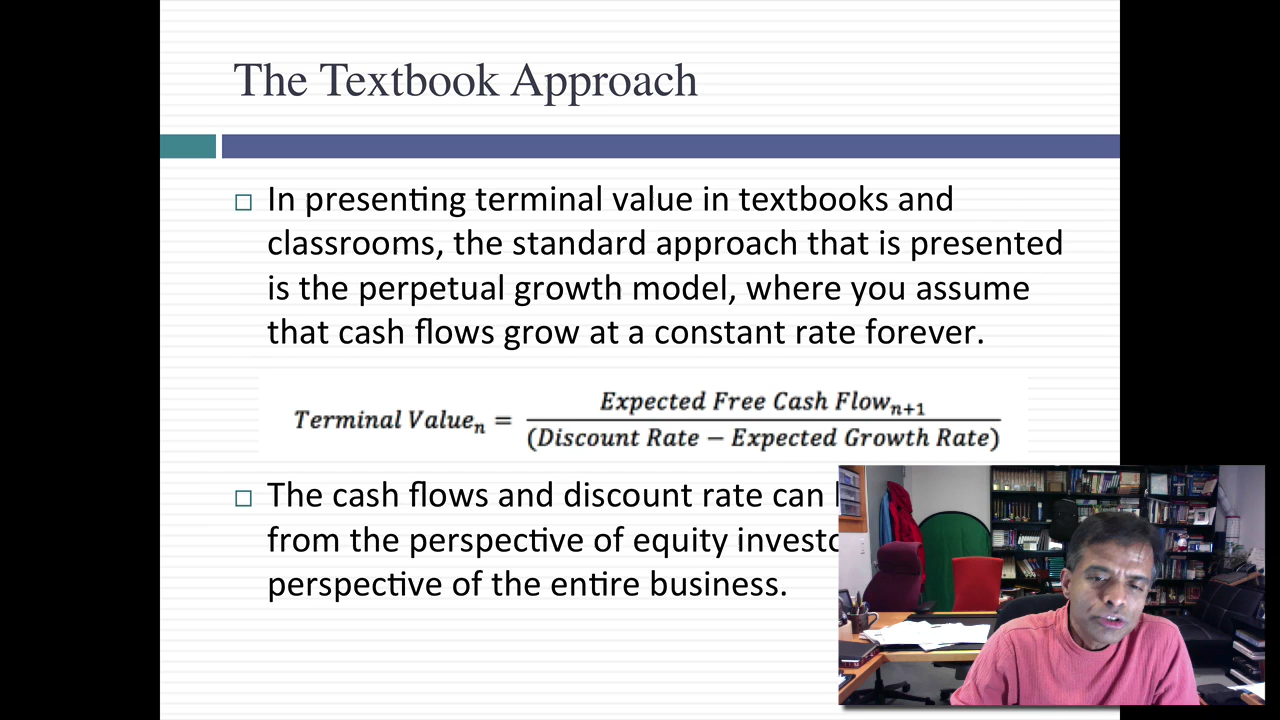 The Textbook Approach
□ In presenting terminal value in textbooks and
classrooms, the standard approach that is presented
is the perpetual growth model, where you assume
that cash flows grow at a constant rate forever.
Terminal Valueₙ = Expected Free Cash Flowₙ₊₁ / (Discount Rate − Expected Growth Rate)
□ The cash flows and discount rate can
from the perspective of equity
perspective of the entire business.